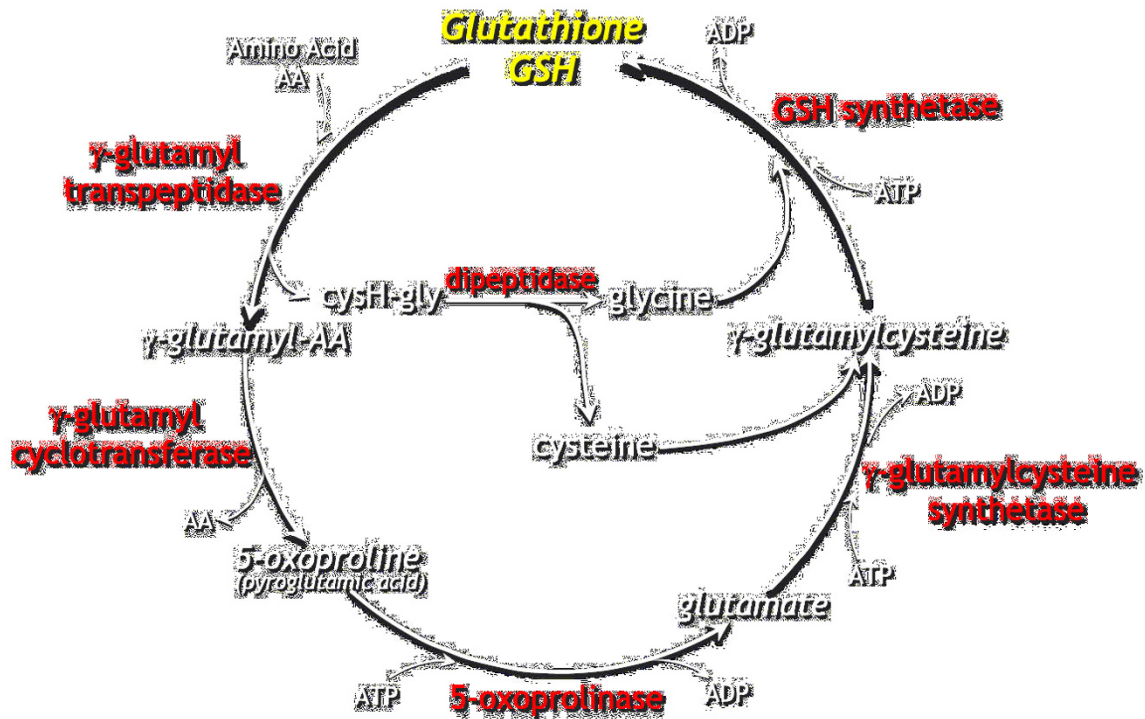 Glutathione
GSH
ADP
Amino Acid
AA
GSH synthetase
γ-glutamyl
transpeptidase
ATP
dipeptidase
cysH-gly
glycine
γ-glutamyl-AA
γ-glutamylcysteine
ADP
γ-glutamyl
cyclotransferase
cysteine
γ-glutamylcysteine
synthetase
AA
5-oxoproline
(pyroglutamic acid)
ATP
glutamate
ATP
5-oxoprolinase
ADP